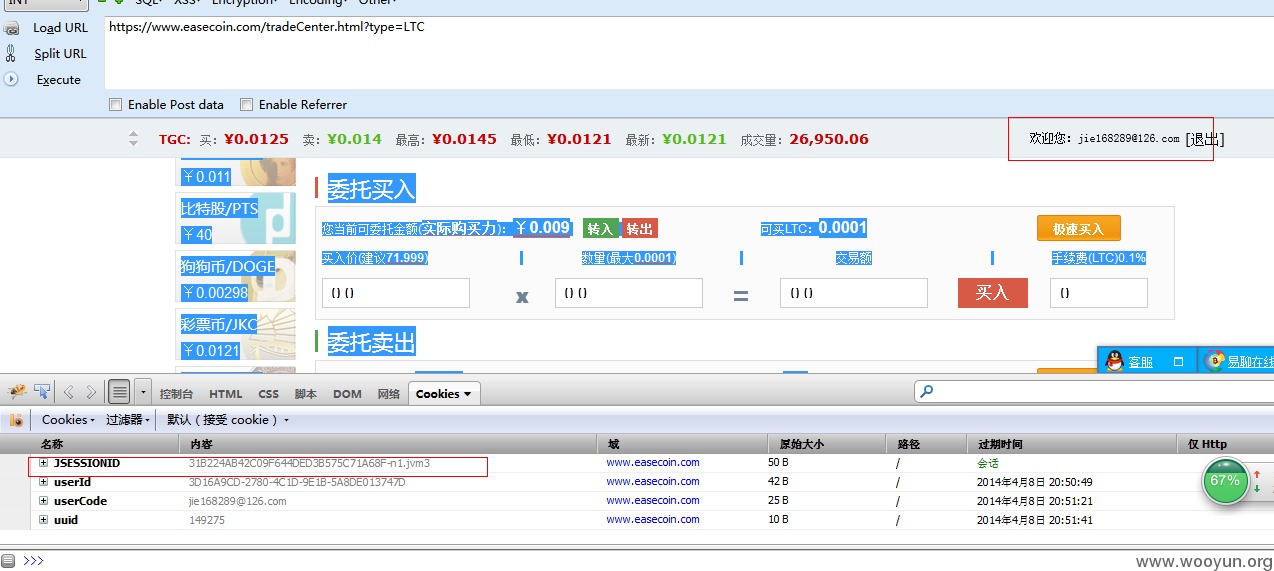 INT SQL- XSS- Encryption- Encoding- Other-
Load URL https://www.easecoin.com/tradeCenter.html?type=LTC
Split URL
Execute
Enable Post data Enable Referrer
TGC: 买: ¥0.0125 卖: ¥0.014 最高: ¥0.0145 最低: ¥0.0121 最新: ¥0.0121 成交量: 26,950.06 欢迎您: jie168289@126.com [退出]
￥0.011
比特股/PTS
￥40
狗狗币/DOGE
￥0.00298
彩票币/JKC
￥0.0121
委托买入
您当前可委托金额(实际购买力): ￥0.009 转入 转出 可买LTC: 0.0001 极速买入
买入价(建议71.999) 数量(最大0.0001) 交易额 手续费(LTC)0.1%
() () x () () = () () 买入 ()
委托卖出
客服 易聊在线
控制台 HTML CSS 脚本 DOM 网络 Cookies
Cookies 过滤器 默认 ( 接受 cookie )
名称 内容 域 原始大小 路径 过期时间 仅 Http
JSESSIONID 31B224AB42C09F644DED3B575C71A68F-n1.jvm3 www.easecoin.com 50 B / 会话
userId 3D16A9CD-2780-4C1D-9E1B-5A8DE013747D www.easecoin.com 42 B / 2014年4月8日 20:50:49
userCode jie168289@126.com www.easecoin.com 25 B / 2014年4月8日 20:51:21
uuid 149275 www.easecoin.com 10 B / 2014年4月8日 20:51:41
67%
>>>
www.wooyun.org